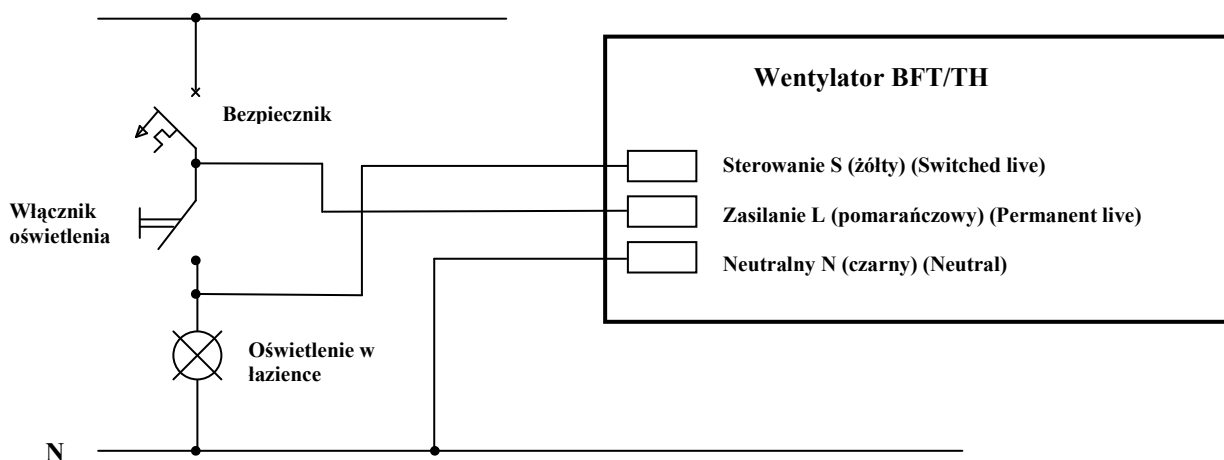 Wentylator BFT/TH
Bezpiecznik
Sterowanie S (żółty) (Switched live)
Włącznik
oświetlenia
Zasilanie L (pomarańczowy) (Permanent live)
Neutralny N (czarny) (Neutral)
Oświetlenie w
łazience
N